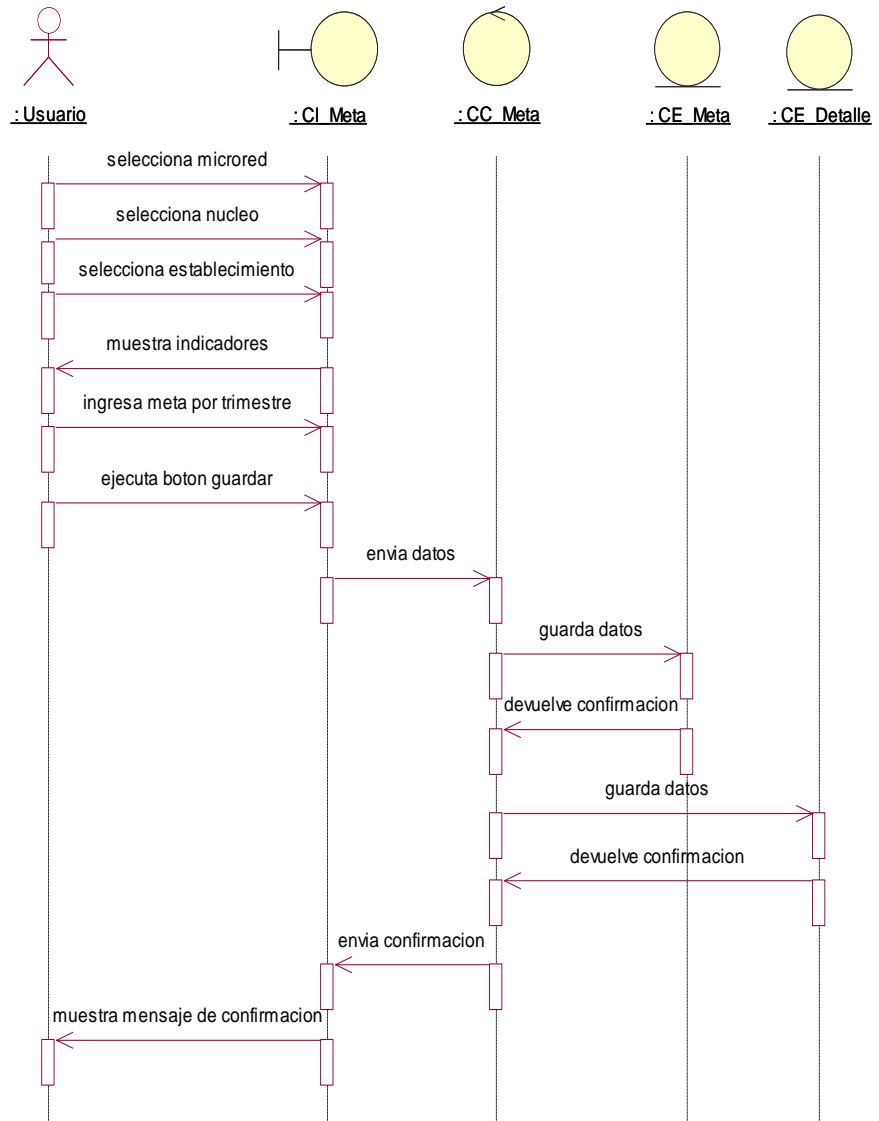 : Usuario
: CI_Meta
: CC_Meta
: CE_Meta
: CE_Detalle
selecciona microred
selecciona nucleo
selecciona establecimiento
muestra indicadores
ingresa meta por trimestre
ejecuta boton guardar
envia datos
guarda datos
devuelve confirmacion
guarda datos
devuelve confirmacion
envia confirmacion
muestra mensaje de confirmacion